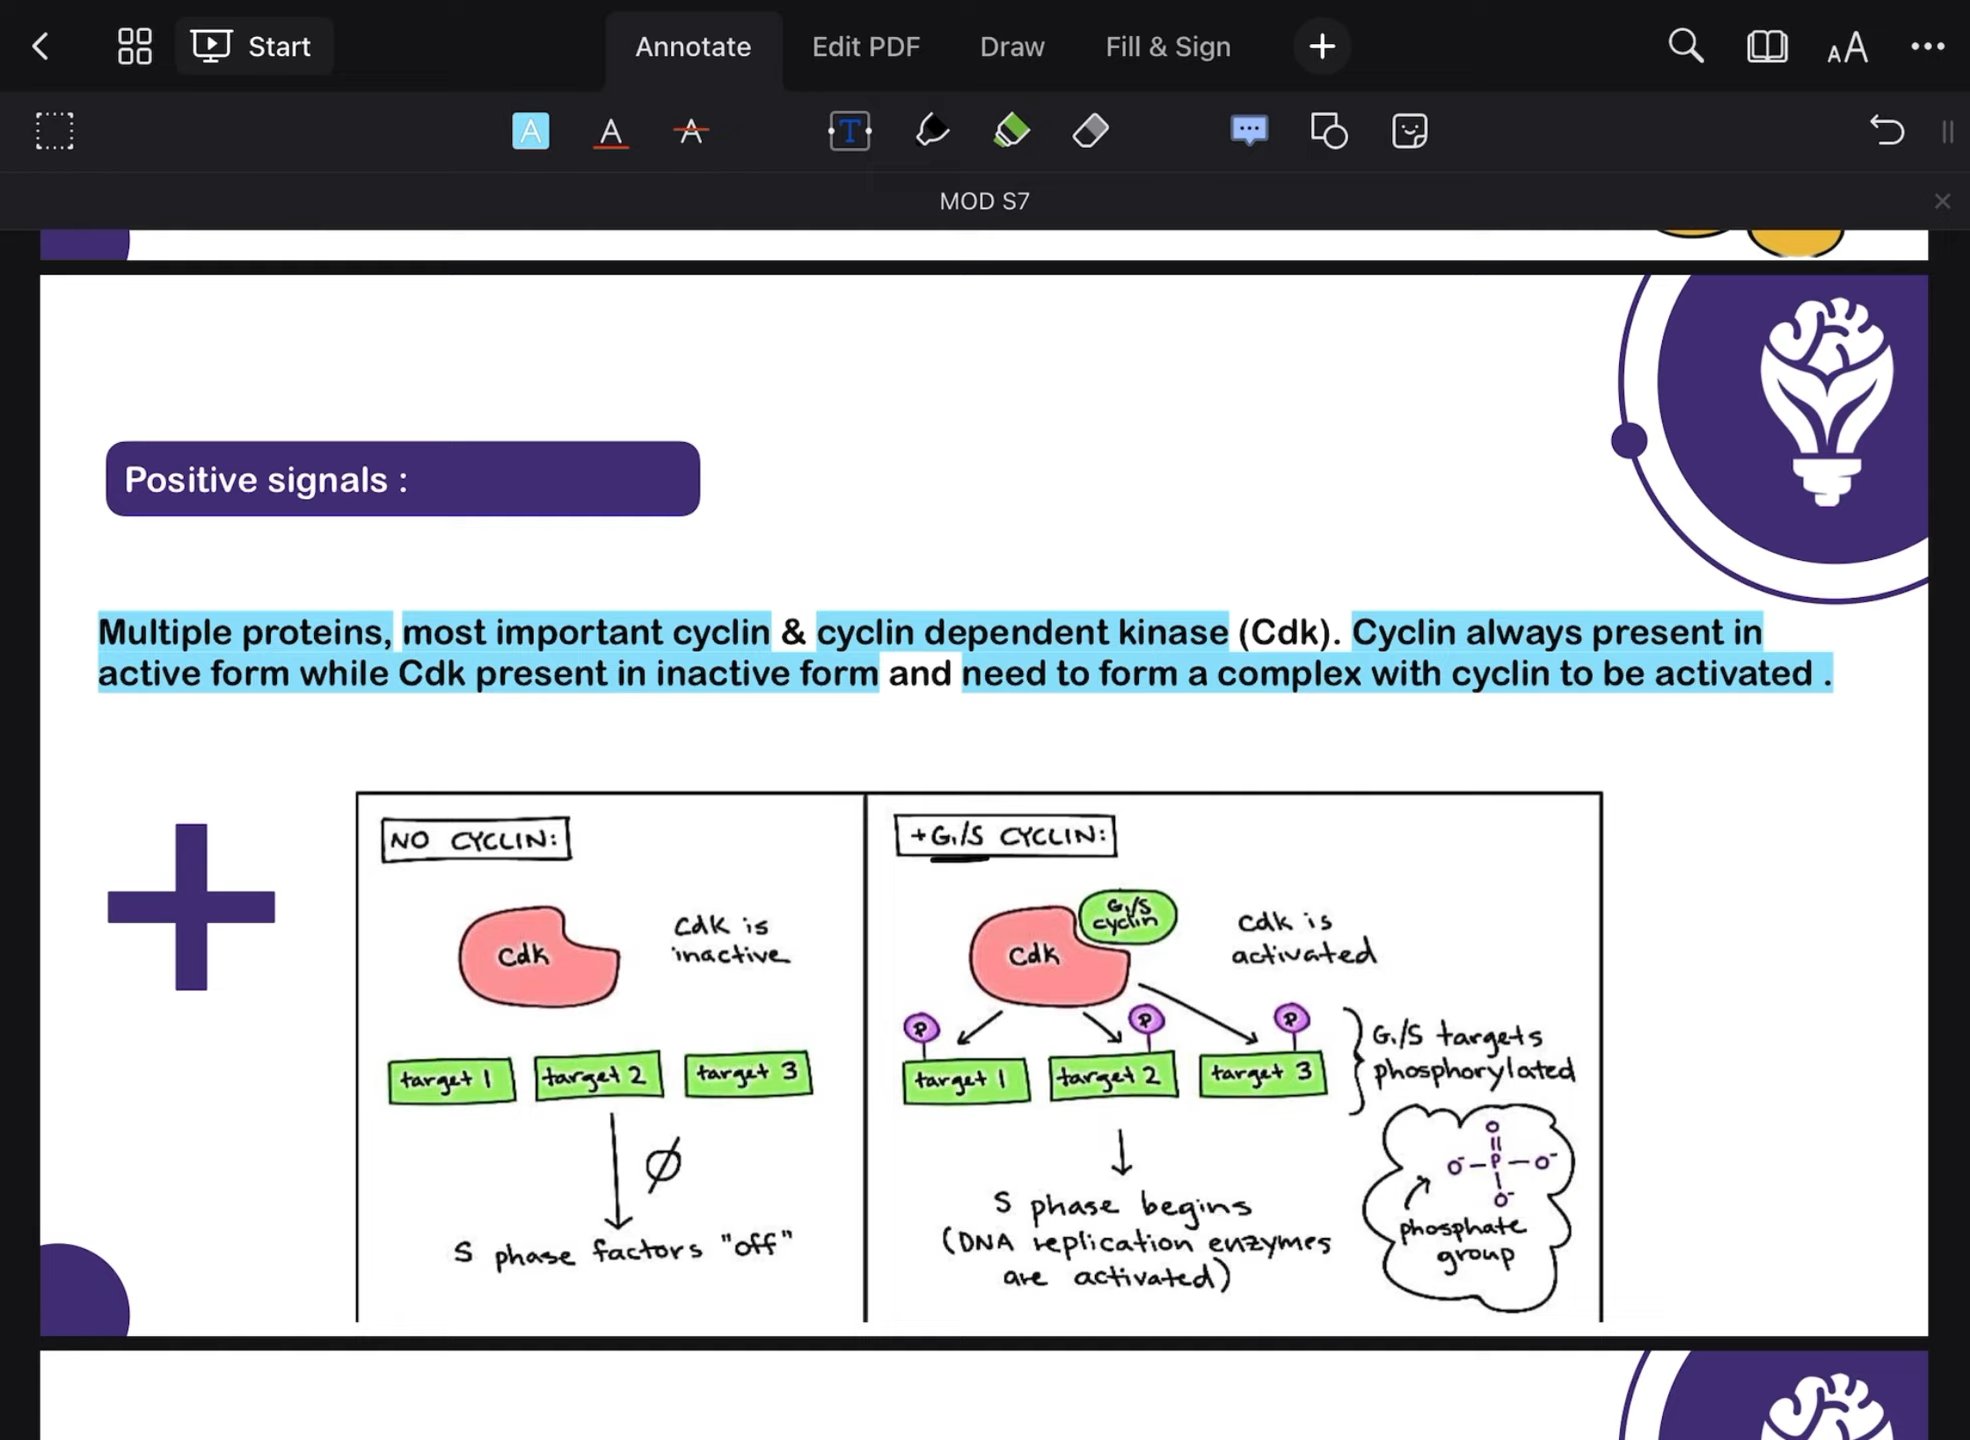 Start
Annotate
Edit PDF
Draw
Fill & Sign
AA
A
A
A
T
MOD S7
Positive signals :
Multiple proteins, most important cyclin & cyclin dependent kinase (Cdk). Cyclin always present in
active form while Cdk present in inactive form and need to form a complex with cyclin to be activated .
NO CYCLIN:
Cdk
Cdk is
inactive
target 1
target 2
target 3
Ø
S phase factors "off"
+G₁/S CYCLIN:
G₁/S
cyclin
Cdk
Cdk is
activated
P
P
P
target 1
target 2
target 3
G₁/S targets
phosphorylated
S phase begins
(DNA replication enzymes
are activated)
O
O⁻–P–O⁻
O⁻
phosphate
group